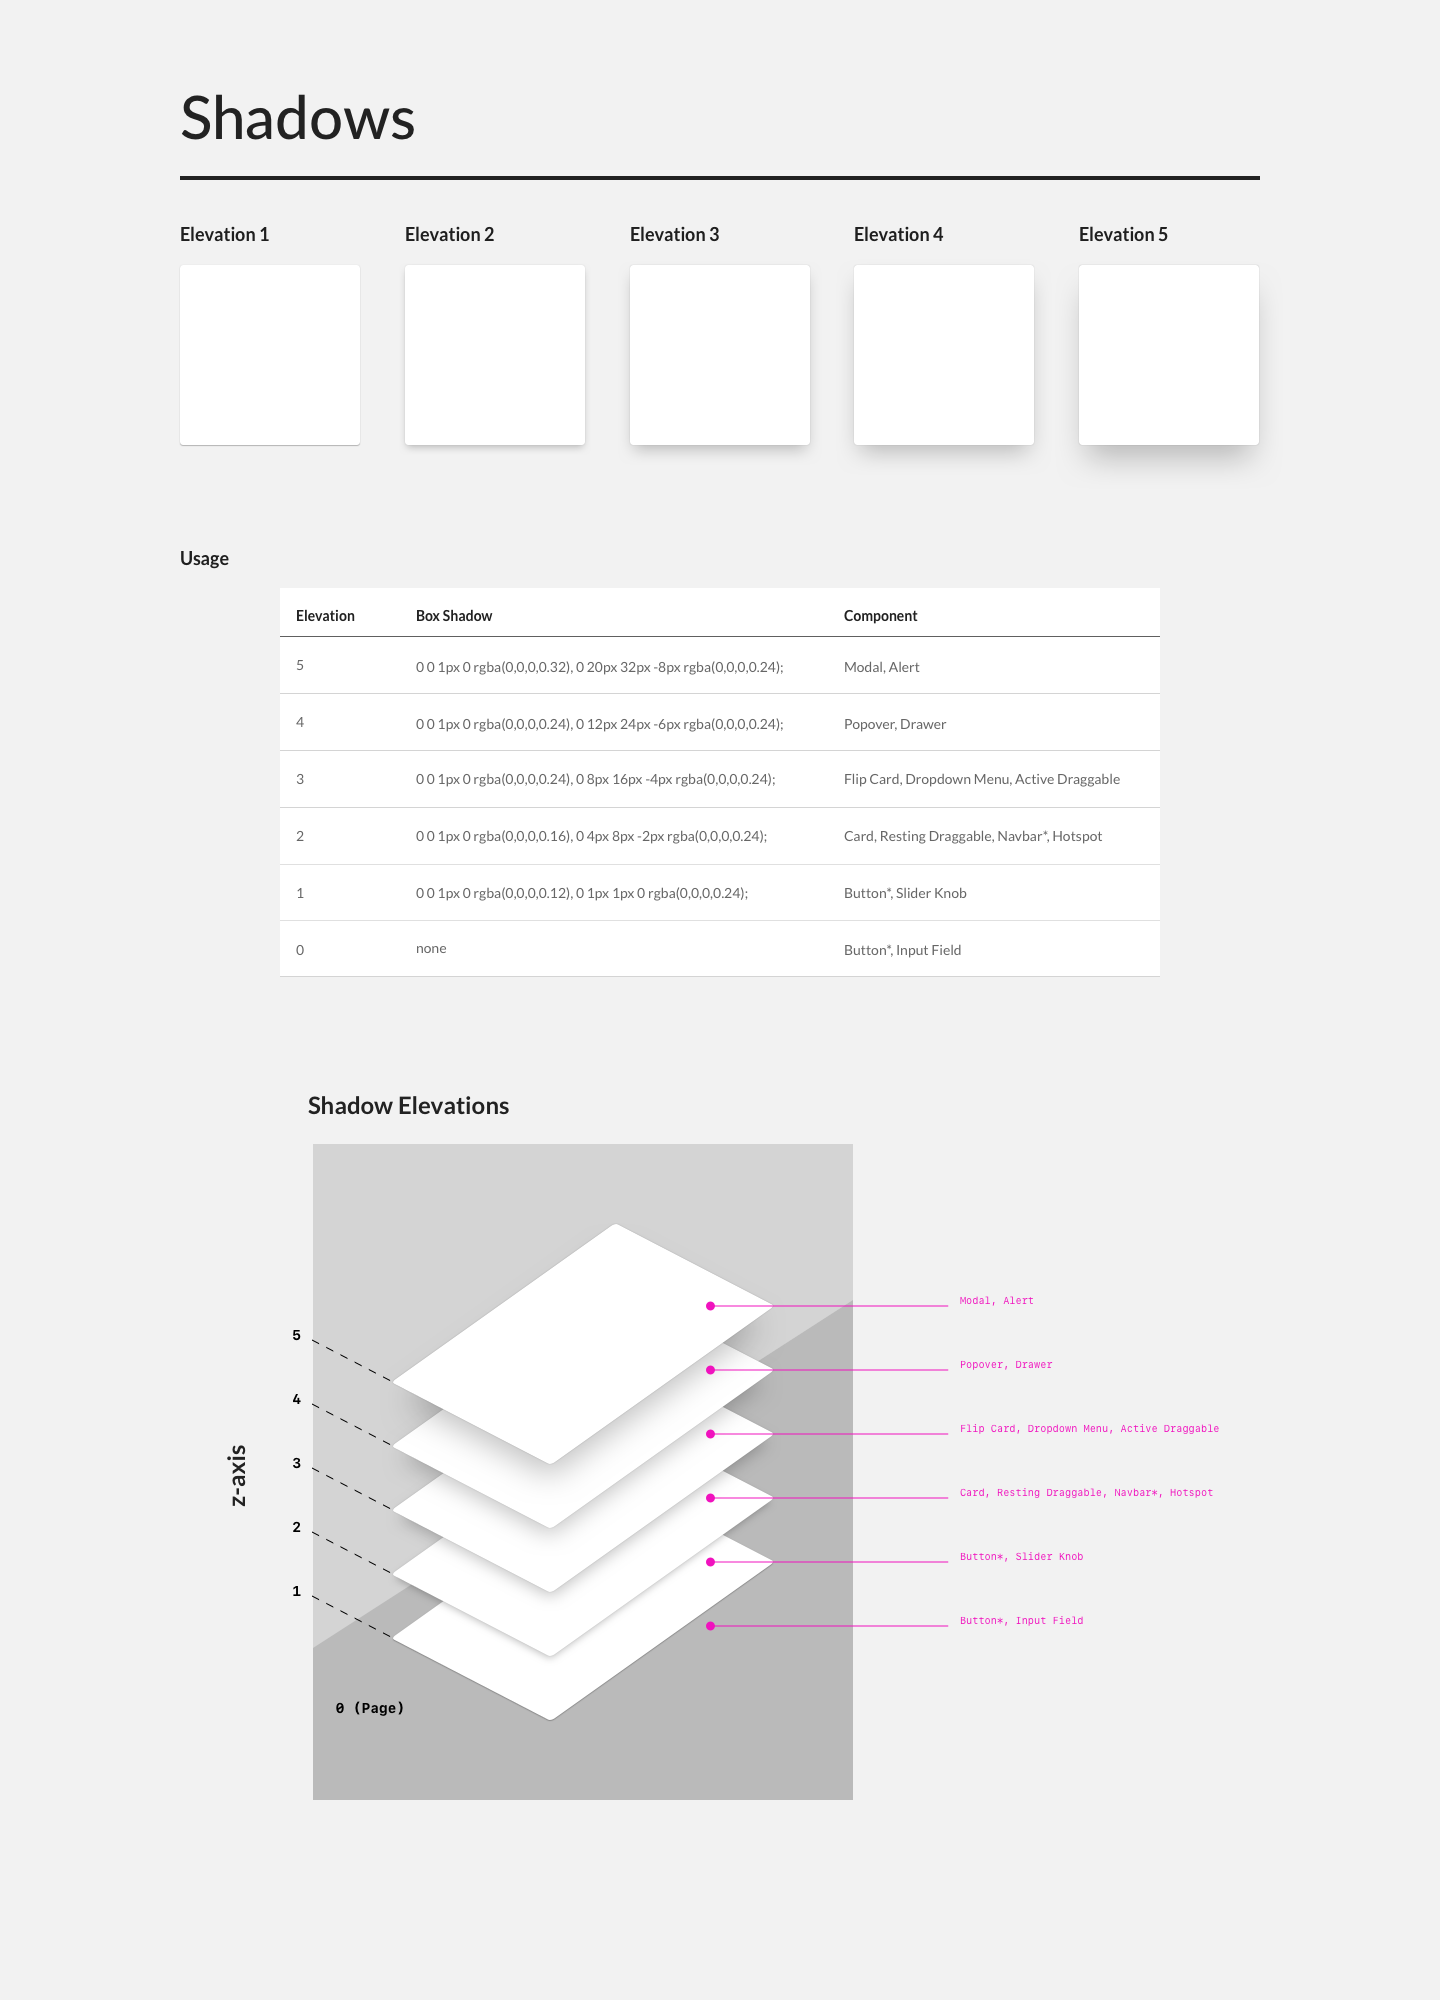 Shadows
Elevation 1 Elevation 2 Elevation 3 Elevation 4 Elevation 5
Usage
Elevation Box Shadow Component
5 0 0 1px 0 rgba(0,0,0,0.32), 0 20px 32px -8px rgba(0,0,0,0.24); Modal, Alert
4 0 0 1px 0 rgba(0,0,0,0.24), 0 12px 24px -6px rgba(0,0,0,0.24); Popover, Drawer
3 0 0 1px 0 rgba(0,0,0,0.24), 0 8px 16px -4px rgba(0,0,0,0.24); Flip Card, Dropdown Menu, Active Draggable
2 0 0 1px 0 rgba(0,0,0,0.16), 0 4px 8px -2px rgba(0,0,0,0.24); Card, Resting Draggable, Navbar*, Hotspot
1 0 0 1px 0 rgba(0,0,0,0.12), 0 1px 1px 0 rgba(0,0,0,0.24); Button*, Slider Knob
0 none Button*, Input Field
Shadow Elevations
Modal, Alert
5
Popover, Drawer
4
Flip Card, Dropdown Menu, Active Draggable
3
z-axis
Card, Resting Draggable, Navbar*, Hotspot
2
Button*, Slider Knob
1
Button*, Input Field
0 (Page)